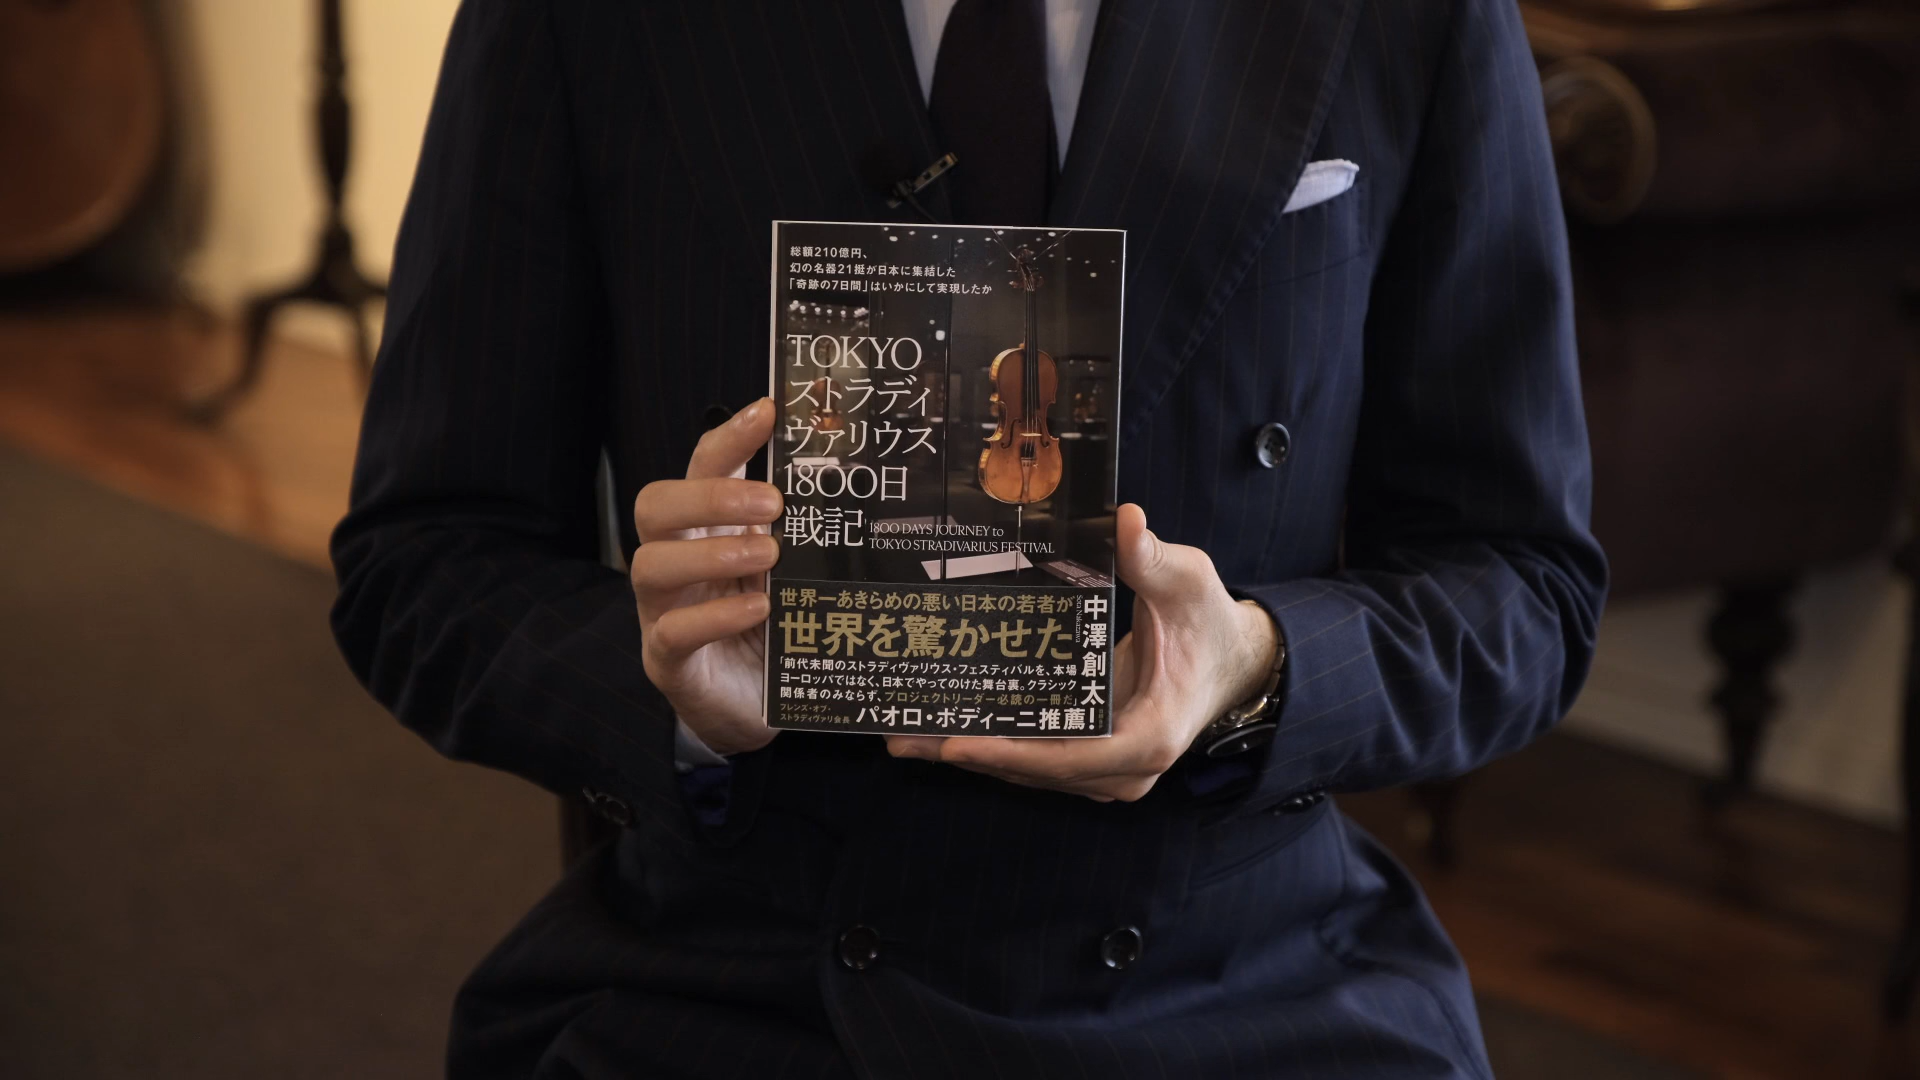 総額210億円、
幻の名器21挺が日本に集結した
「奇跡の7日間」はいかにして実現したか
TOKYO
ストラディ
ヴァリウス
1800日
戦記
1800 DAYS JOURNEY to
TOKYO STRADIVARIUS FESTIVAL
世界一あきらめの悪い日本の若者が
世界を驚かせた
「前代未聞のストラディヴァリウス・フェスティバルを、本場
ヨーロッパではなく、日本でやってのけた舞台裏。クラシック
関係者のみならず、プロジェクトリーダー必読の一冊だ」
フレンズ・オブ・
ストラディヴァリ会長
パオロ・ボディーニ推薦!
中澤創太!
Sota Nakazawa